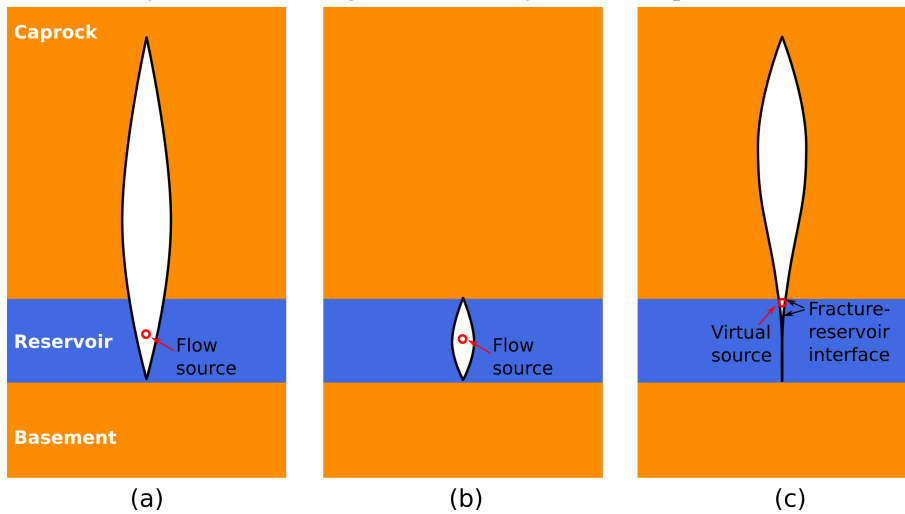 Caprock
Reservoir
Basement
Flow
source
(a)
Flow
source
(b)
Virtual
source
Fracture-
reservoir
interface
(c)